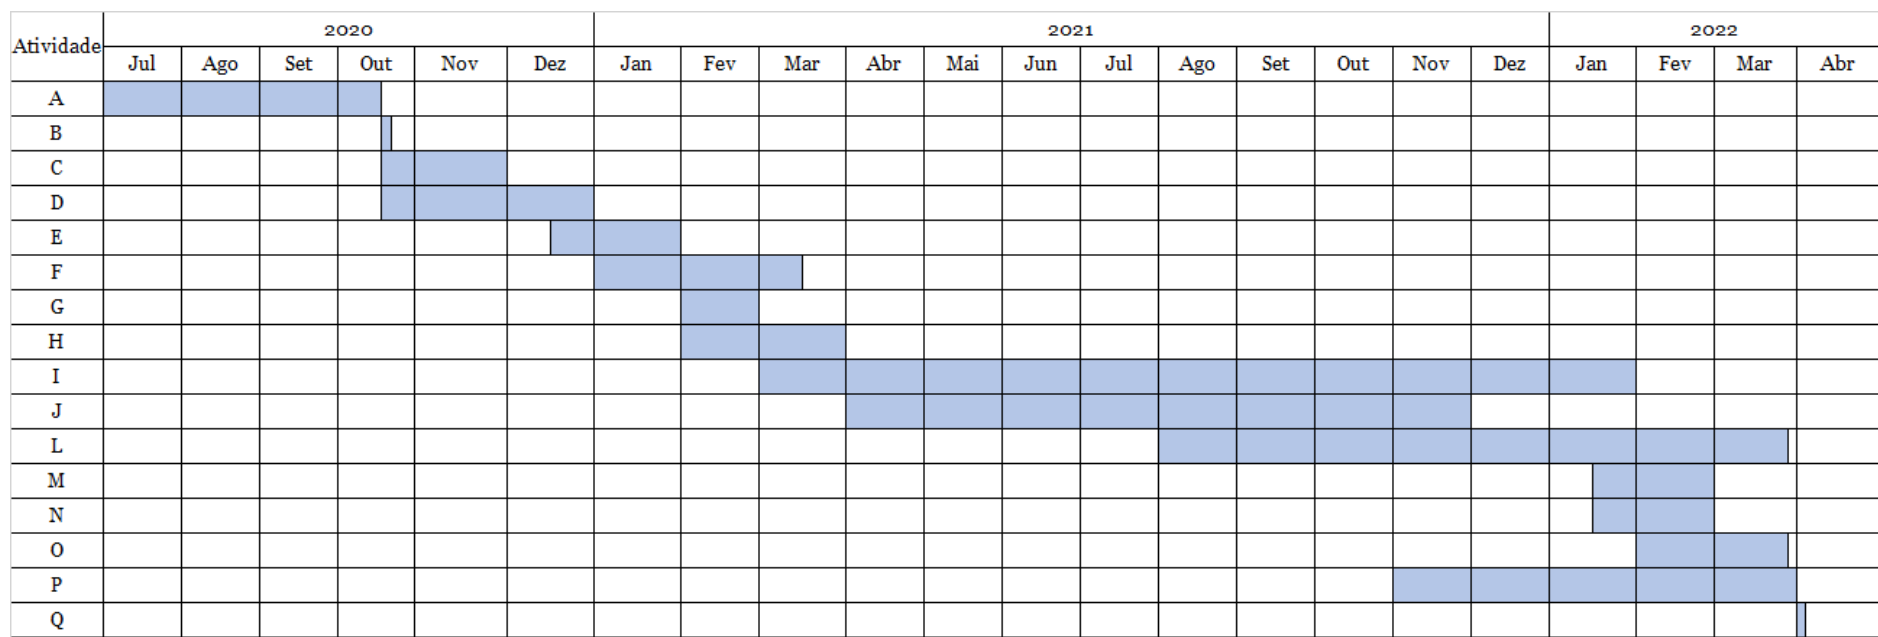 Atividade 2020 2021 2022
Jul Ago Set Out Nov Dez Jan Fev Mar Abr Mai Jun Jul Ago Set Out Nov Dez Jan Fev Mar Abr
A
B
C
D
E
F
G
H
I
J
L
M
N
O
P
Q